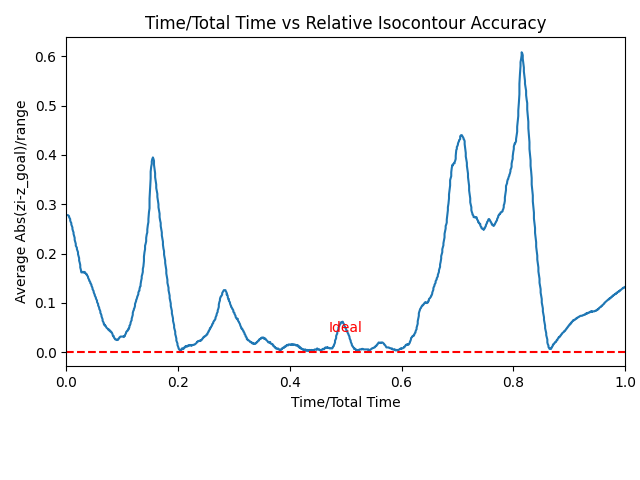 Time/Total Time vs Relative Isocontour Accuracy
Average Abs(zi-z_goal)/range
0.6
0.5
0.4
0.3
0.2
0.1
0.0
Ideal
0.0 0.2 0.4 0.6 0.8 1.0
Time/Total Time